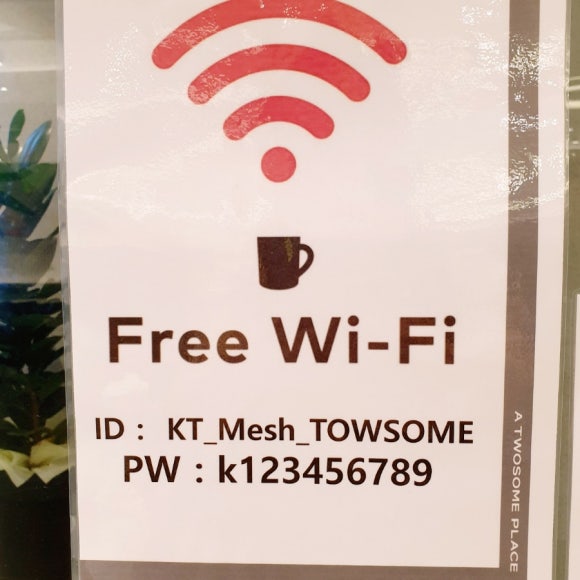 Free Wi-Fi
ID : KT_Mesh_TOWSOME
PW : k123456789
A TWOSOME PLACE